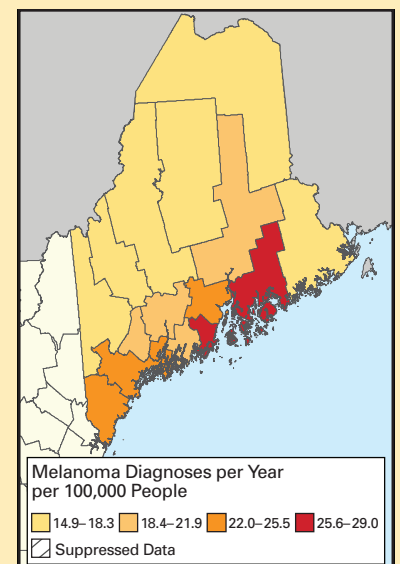 Melanoma Diagnoses per Year
per 100,000 People
14.9–18.3 18.4–21.9 22.0–25.5 25.6–29.0
Suppressed Data